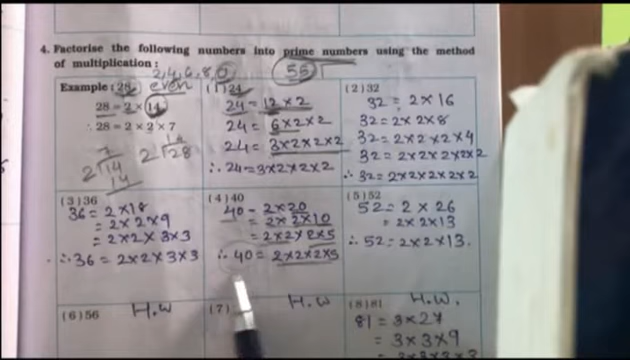 4. Factorise the following numbers into prime numbers using the method
of multiplication :
2,4,6,8,0
even
55
Example : 28
28 = 2 × 14
∴ 28 = 2 × 2 × 7
7
2 14
14
14
2 28
(1) 24
24 = 12 × 2
24 = 6 × 2 × 2
24 = 3 × 2 × 2 × 2
∴ 24 = 3 × 2 × 2 × 2
(2) 32
32 = 2 × 16
32 = 2 × 2 × 8
32 = 2 × 2 × 2 × 4
32 = 2 × 2 × 2 × 2 × 2
∴ 32 = 2 × 2 × 2 × 2 × 2
(3) 36
36 = 2 × 18
= 2 × 2 × 9
= 2 × 2 × 3 × 3
∴ 36 = 2 × 2 × 3 × 3
(4) 40
40 = 2 × 20
= 2 × 2 × 10
= 2 × 2 × 2 × 5
∴ 40 = 2 × 2 × 2 × 5
(5) 52
52 = 2 × 26
= 2 × 2 × 13
∴ 52 = 2 × 2 × 13.
(6) 56 H.W
(7) H.W
(8) 81 H.W.
81 = 3 × 27
= 3 × 3 × 9